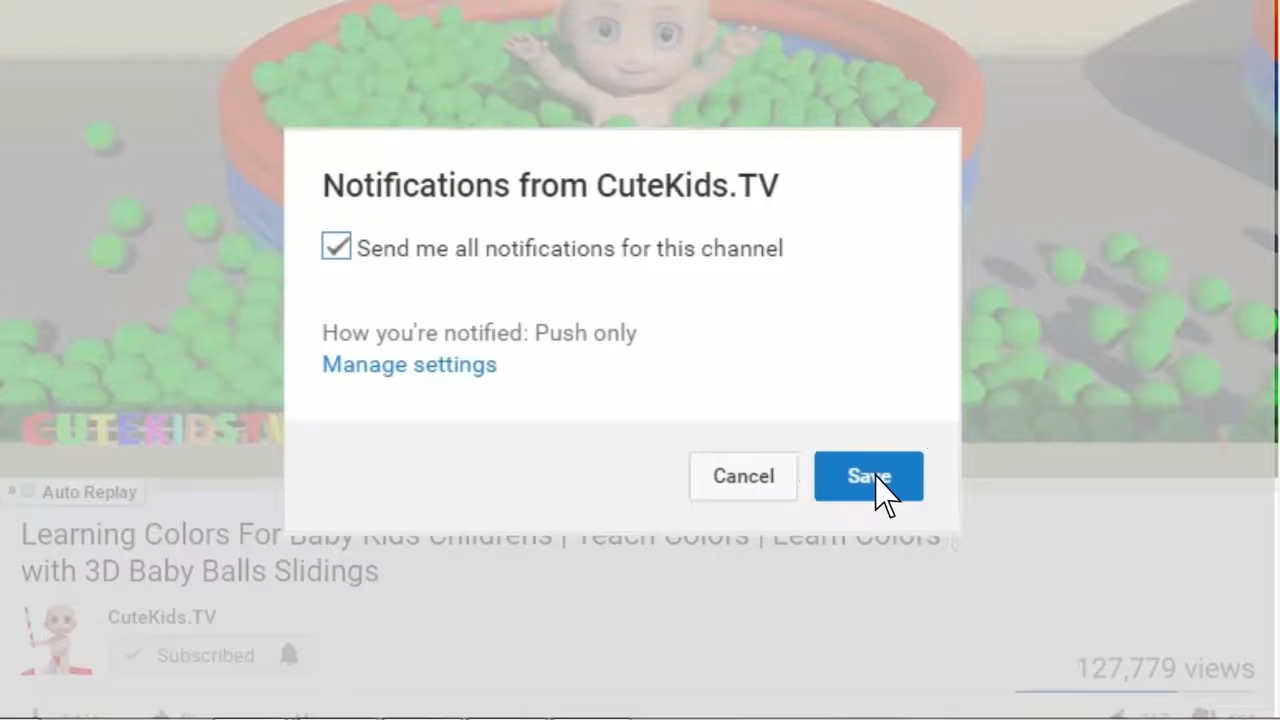 Notifications from CuteKids.TV
Send me all notifications for this channel
How you're notified: Push only
Manage settings
CUTEKIDSTV
Cancel
Save
» Auto Replay
Learning Colors For Baby Kids Childrens | Teach Colors | Learn Colors
with 3D Baby Balls Slidings
CuteKids.TV
Subscribed
127,779 views